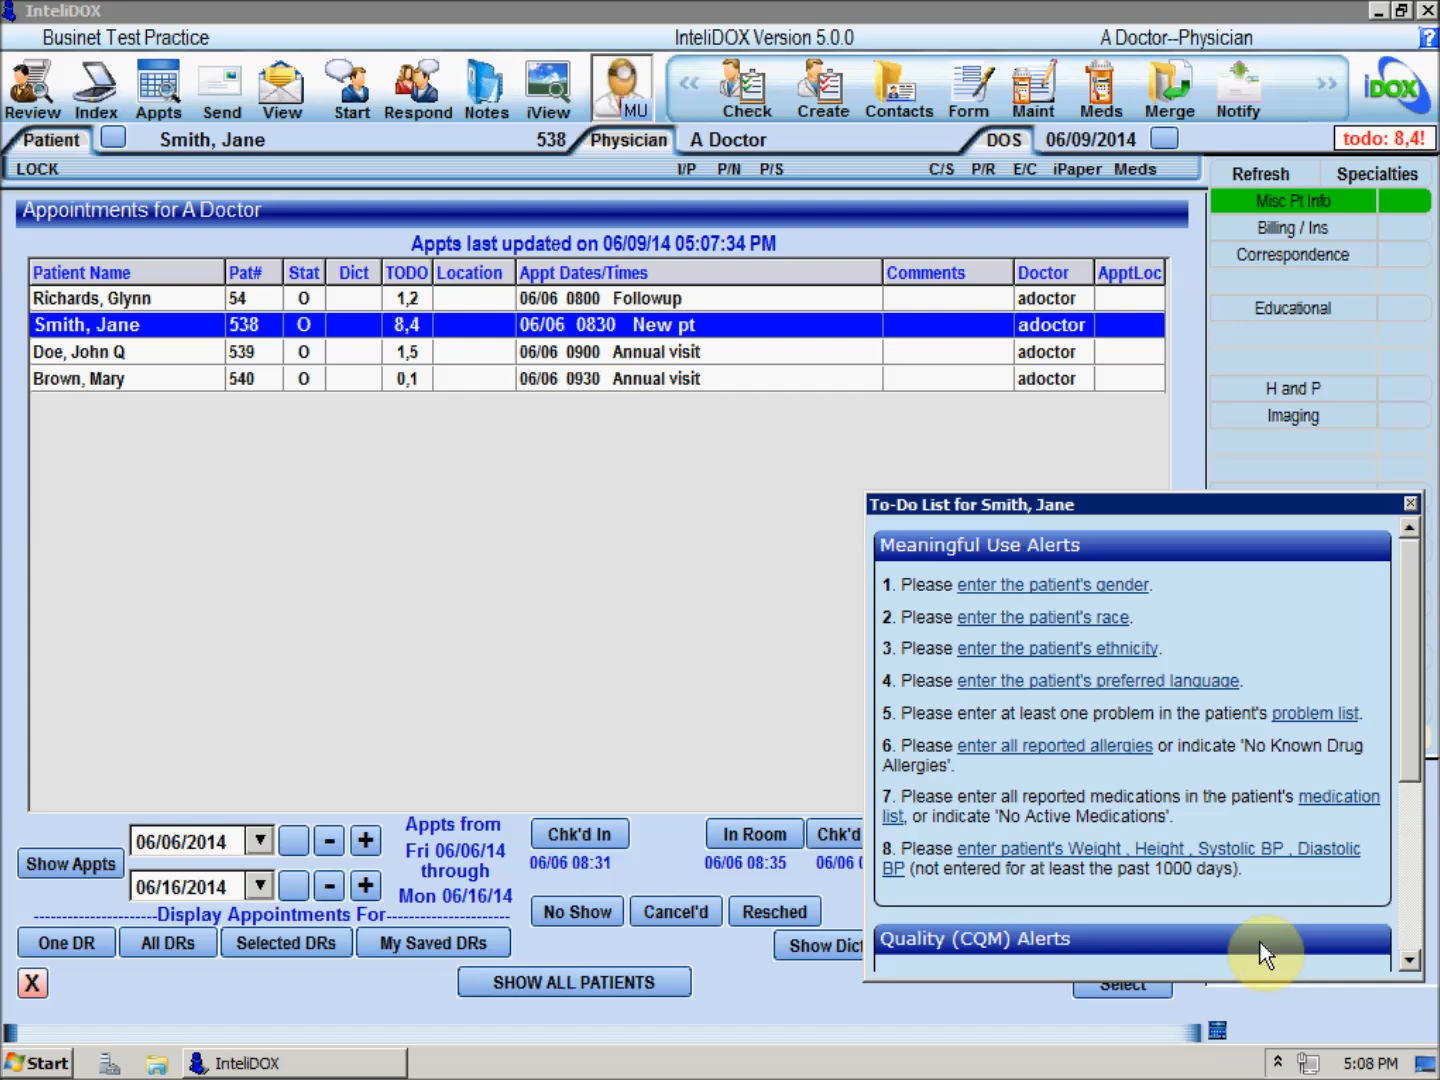 InteliDOX
Businet Test Practice
InteliDOX Version 5.0.0
A Doctor--Physician
Review
Index
Appts
Send
View
Start
Respond
Notes
iView
MU
Check
Create
Contacts
Form
Maint
Meds
Merge
Notify
iDOX
Patient
Smith, Jane
538
Physician
A Doctor
DOS
06/09/2014
todo: 8,4!
LOCK
I/P
P/N
P/S
C/S
P/R
E/C
iPaper
Meds
Refresh
Specialties
Misc Pt Info
Billing / Ins
Correspondence
Educational
H and P
Imaging
Appointments for A Doctor
Appts last updated on 06/09/14 05:07:34 PM
Patient Name Pat# Stat Dict TODO Location Appt Dates/Times Comments Doctor ApptLoc
Richards, Glynn 54 O 1,2 06/06 0800 Followup adoctor
Smith, Jane 538 O 8,4 06/06 0830 New pt adoctor
Doe, John Q 539 O 1,5 06/06 0900 Annual visit adoctor
Brown, Mary 540 O 0,1 06/06 0930 Annual visit adoctor
To-Do List for Smith, Jane
Meaningful Use Alerts
1. Please enter the patient's gender.
2. Please enter the patient's race.
3. Please enter the patient's ethnicity.
4. Please enter the patient's preferred language.
5. Please enter at least one problem in the patient's problem list.
6. Please enter all reported allergies or indicate 'No Known Drug
Allergies'.
7. Please enter all reported medications in the patient's medication
list, or indicate 'No Active Medications'.
8. Please enter patient's Weight , Height , Systolic BP , Diastolic
BP (not entered for at least the past 1000 days).
Quality (CQM) Alerts
Show Appts
06/06/2014
-
+
06/16/2014
-
+
Appts from
Fri 06/06/14
through
Mon 06/16/14
Chk'd In
06/06 08:31
In Room
06/06 08:35
Chk'd
06/0
No Show
Cancel'd
Resched
--------------------Display Appointments For--------------------
One DR
All DRs
Selected DRs
My Saved DRs
Show Dict
X
SHOW ALL PATIENTS
Select
Start
InteliDOX
5:08 PM